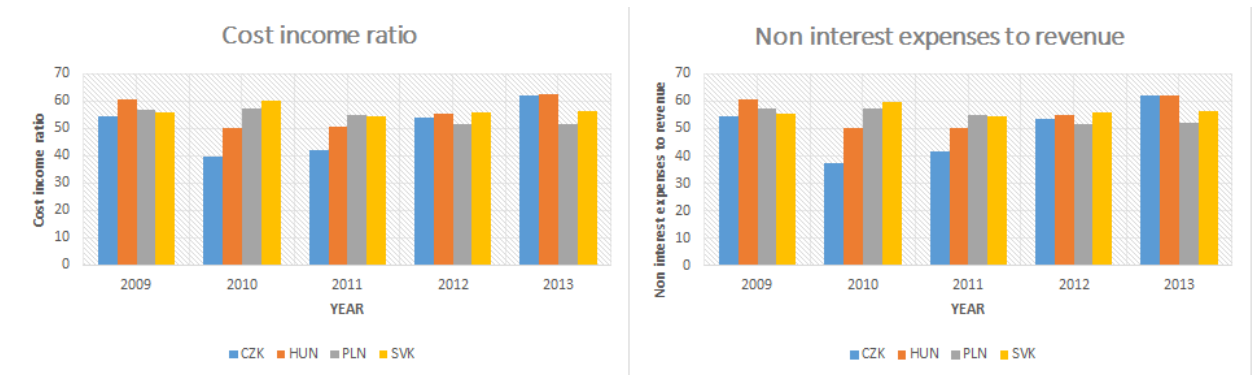 Cost income ratio
70
60
50
40
30
20
10
0
Cost income ratio
2009 2010 2011 2012 2013
YEAR
CZK HUN PLN SVK
Non interest expenses to revenue
70
60
50
40
30
20
10
0
Non interest expenses to revenue
2009 2010 2011 2012 2013
YEAR
CZK HUN PLN SVK